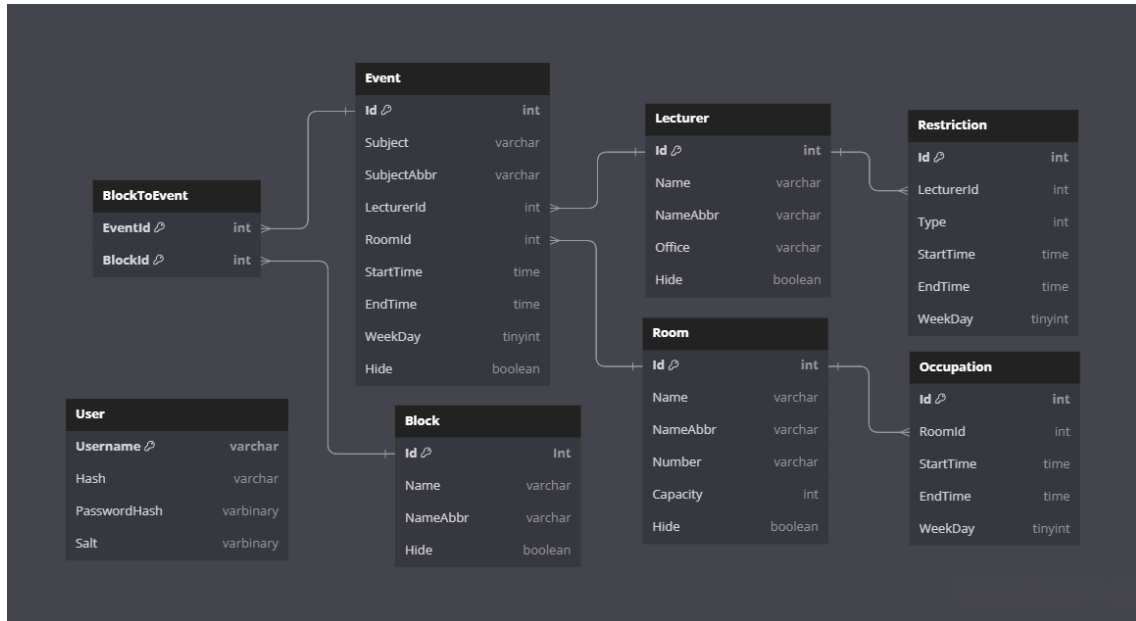 Event
Id int
Subject varchar
SubjectAbbr varchar
LecturerId int
RoomId int
StartTime time
EndTime time
WeekDay tinyint
Hide boolean
Lecturer
Id int
Name varchar
NameAbbr varchar
Office varchar
Hide boolean
Restriction
Id int
LecturerId int
Type int
StartTime time
EndTime time
WeekDay tinyint
BlockToEvent
EventId int
BlockId int
Room
Id int
Name varchar
NameAbbr varchar
Number varchar
Capacity int
Hide boolean
Occupation
Id int
RoomId int
StartTime time
EndTime time
WeekDay tinyint
User
Username varchar
Hash varchar
PasswordHash varbinary
Salt varbinary
Block
Id Int
Name varchar
NameAbbr varchar
Hide boolean